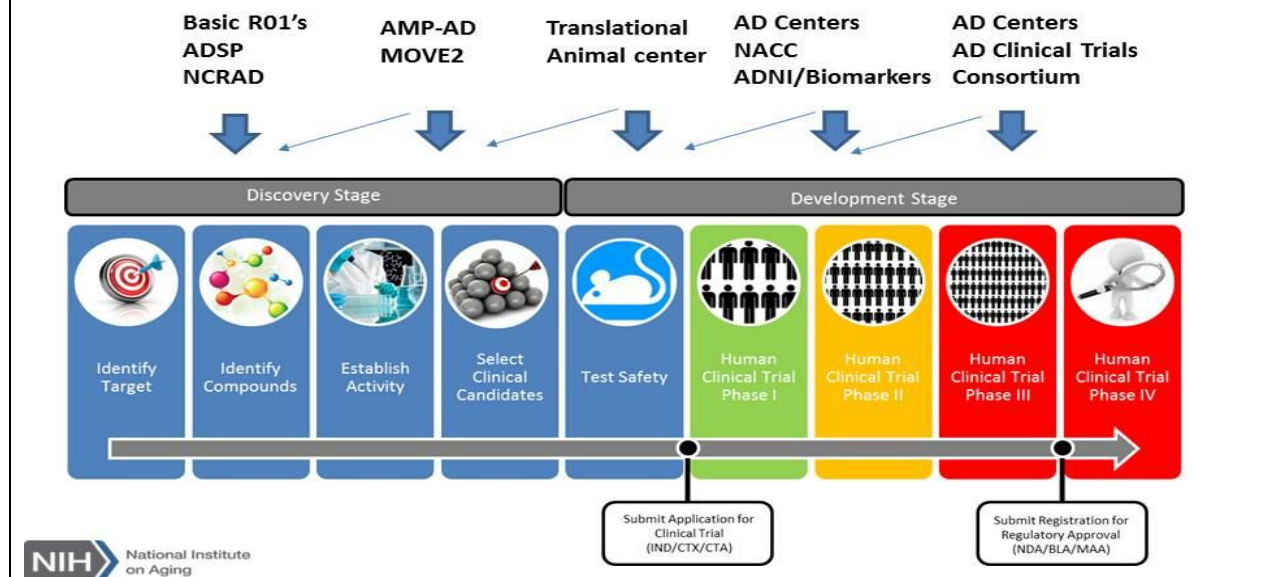 Basic R01's
ADSP
NCRAD
AMP-AD
MOVE2
Translational
Animal center
AD Centers
NACC
ADNI/Biomarkers
AD Centers
AD Clinical Trials
Consortium
Discovery Stage
Development Stage
Identify
Target
Identify
Compounds
Establish
Activity
Select
Clinical
Candidates
Test Safety
Human
Clinical Trial
Phase I
Human
Clinical Trial
Phase II
Human
Clinical Trial
Phase III
Human
Clinical Trial
Phase IV
Submit Application for
Clinical Trial
(IND/CTX/CTA)
Submit Registration for
Regulatory Approval
(NDA/BLA/MAA)
NIH
National Institute
on Aging